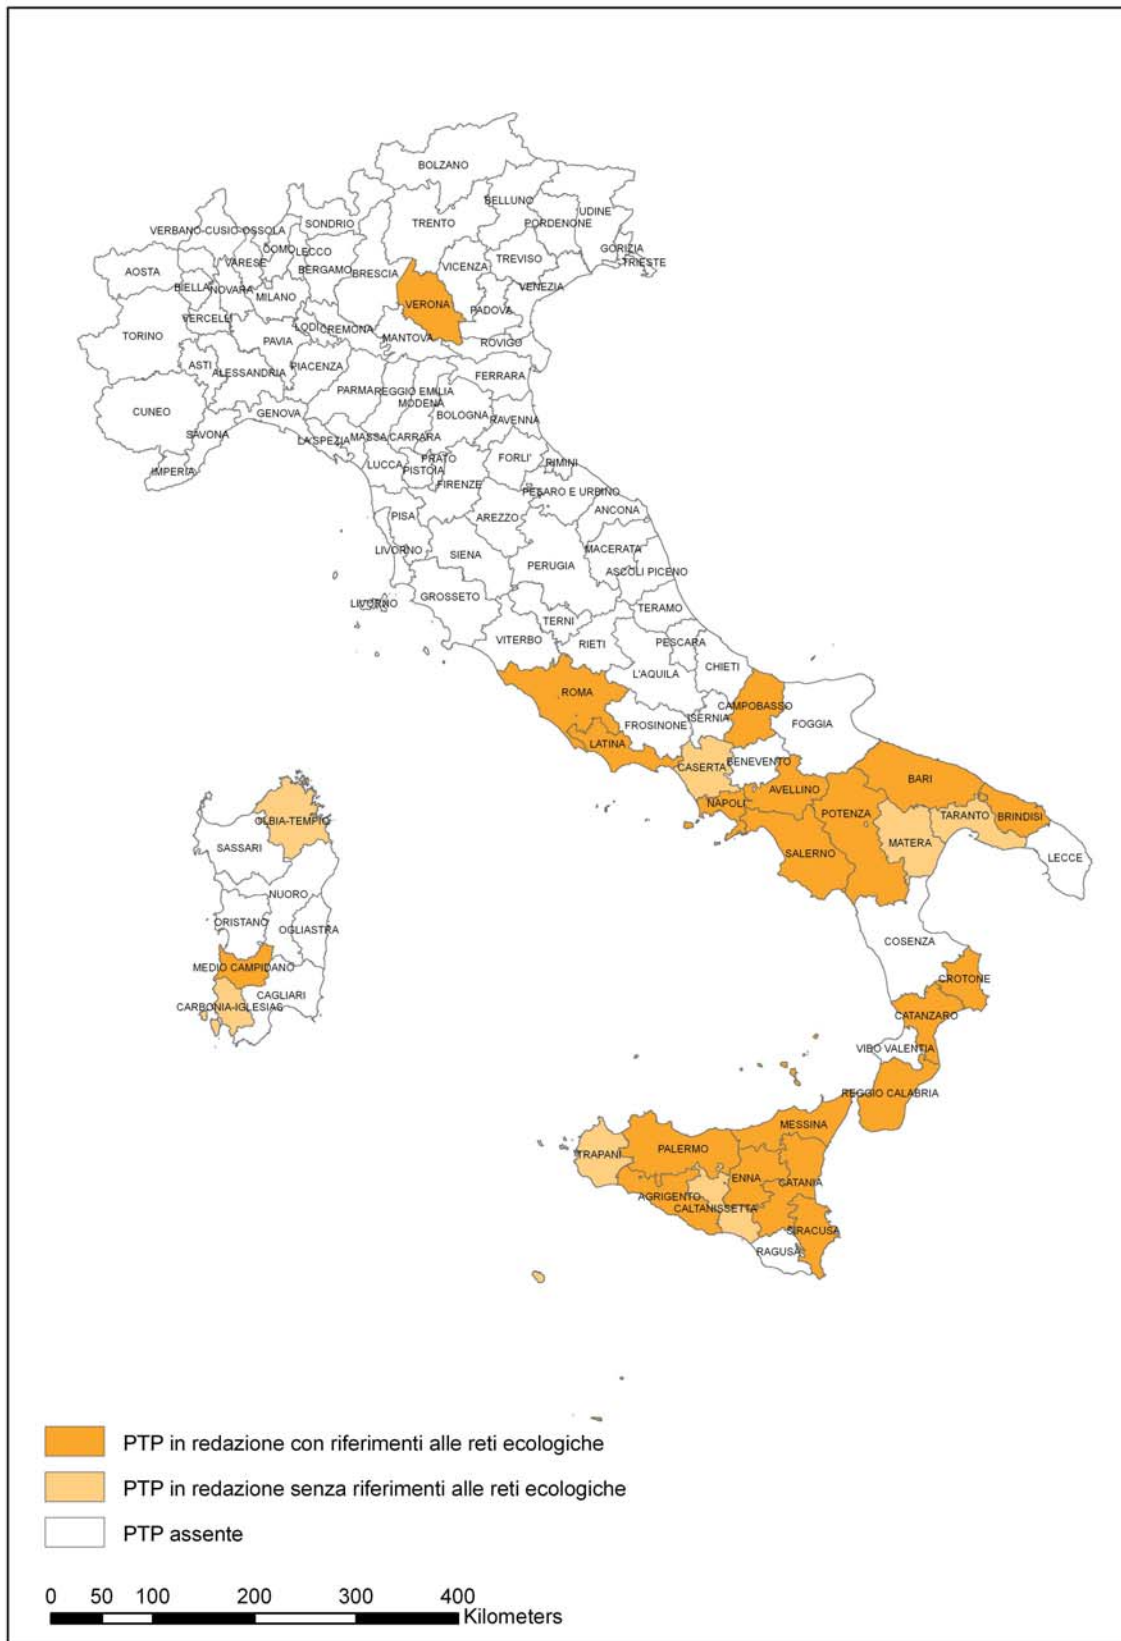 BOLZANO
BELLUNO
UDINE
SONDRIO
TRENTO
PORDENONE
VERBANO-CUSIO-OSSOLA
GORIZIA
COMO
LECCO
TREVISO
VARESE
TRIESTE
AOSTA
BERGAMO
BRESCIA
VICENZA
BIELLA
NOVARA
VENEZIA
MILANO
VERONA
PADOVA
VERCELLI
LODI
CREMONA
TORINO
PAVIA
MANTOVA
ROVIGO
ASTI
PIACENZA
ALESSANDRIA
FERRARA
PARMA
REGGIO EMILIA
MODENA
CUNEO
GENOVA
BOLOGNA
RAVENNA
SAVONA
LA SPEZIA
MASSA CARRARA
PRATO
FORLI'
LUCCA
PISTOIA
RIMINI
IMPERIA
FIRENZE
PESARO E URBINO
PISA
AREZZO
ANCONA
LIVORNO
SIENA
MACERATA
PERUGIA
ASCOLI PICENO
GROSSETO
LIVORNO
TERAMO
TERNI
VITERBO
RIETI
PESCARA
CHIETI
L'AQUILA
ROMA
CAMPOBASSO
ISERNIA
FROSINONE
FOGGIA
LATINA
BENEVENTO
CASERTA
BARI
AVELLINO
NAPOLI
POTENZA
TARANTO
BRINDISI
OLBIA-TEMPIO
MATERA
SASSARI
SALERNO
LECCE
NUORO
ORISTANO
OGLIASTRA
COSENZA
MEDIO CAMPIDANO
CROTONE
CAGLIARI
CARBONIA-IGLESIAS
CATANZARO
VIBO VALENTIA
REGGIO CALABRIA
MESSINA
PALERMO
TRAPANI
ENNA
CATANIA
AGRIGENTO
CALTANISSETTA
SIRACUSA
RAGUSA
PTP in redazione con riferimenti alle reti ecologiche
PTP in redazione senza riferimenti alle reti ecologiche
PTP assente
0 50 100 200 300 400
Kilometers